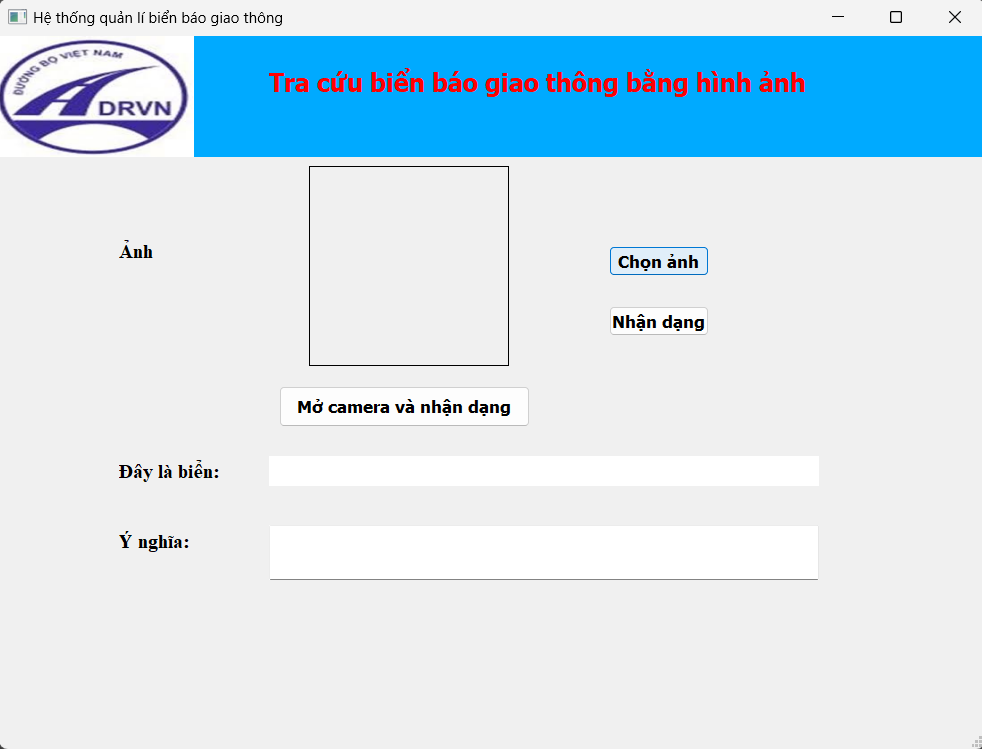 Hệ thống quản lí biển báo giao thông
ĐƯỜNG BỘ VIỆT NAM
DRVN
Tra cứu biển báo giao thông bằng hình ảnh
Ảnh
Chọn ảnh
Nhận dạng
Mở camera và nhận dạng
Đây là biển:
Ý nghĩa: